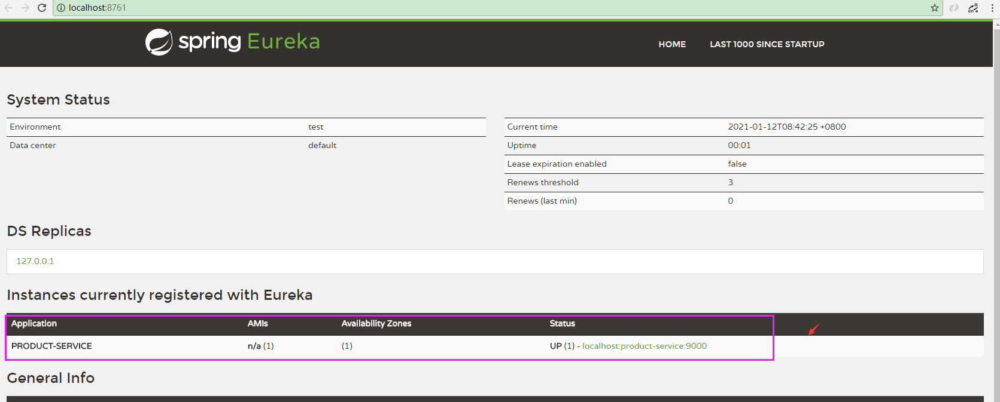 localhost:8761
spring Eureka
HOME LAST 1000 SINCE STARTUP
System Status
Environment test
Data center default
Current time 2021-01-12T08:42:25 +0800
Uptime 00:01
Lease expiration enabled false
Renews threshold 3
Renews (last min) 0
DS Replicas
127.0.0.1
Instances currently registered with Eureka
Application AMIs Availability Zones Status
PRODUCT-SERVICE n/a (1) (1) UP (1) - localhost:product-service:9000
General Info